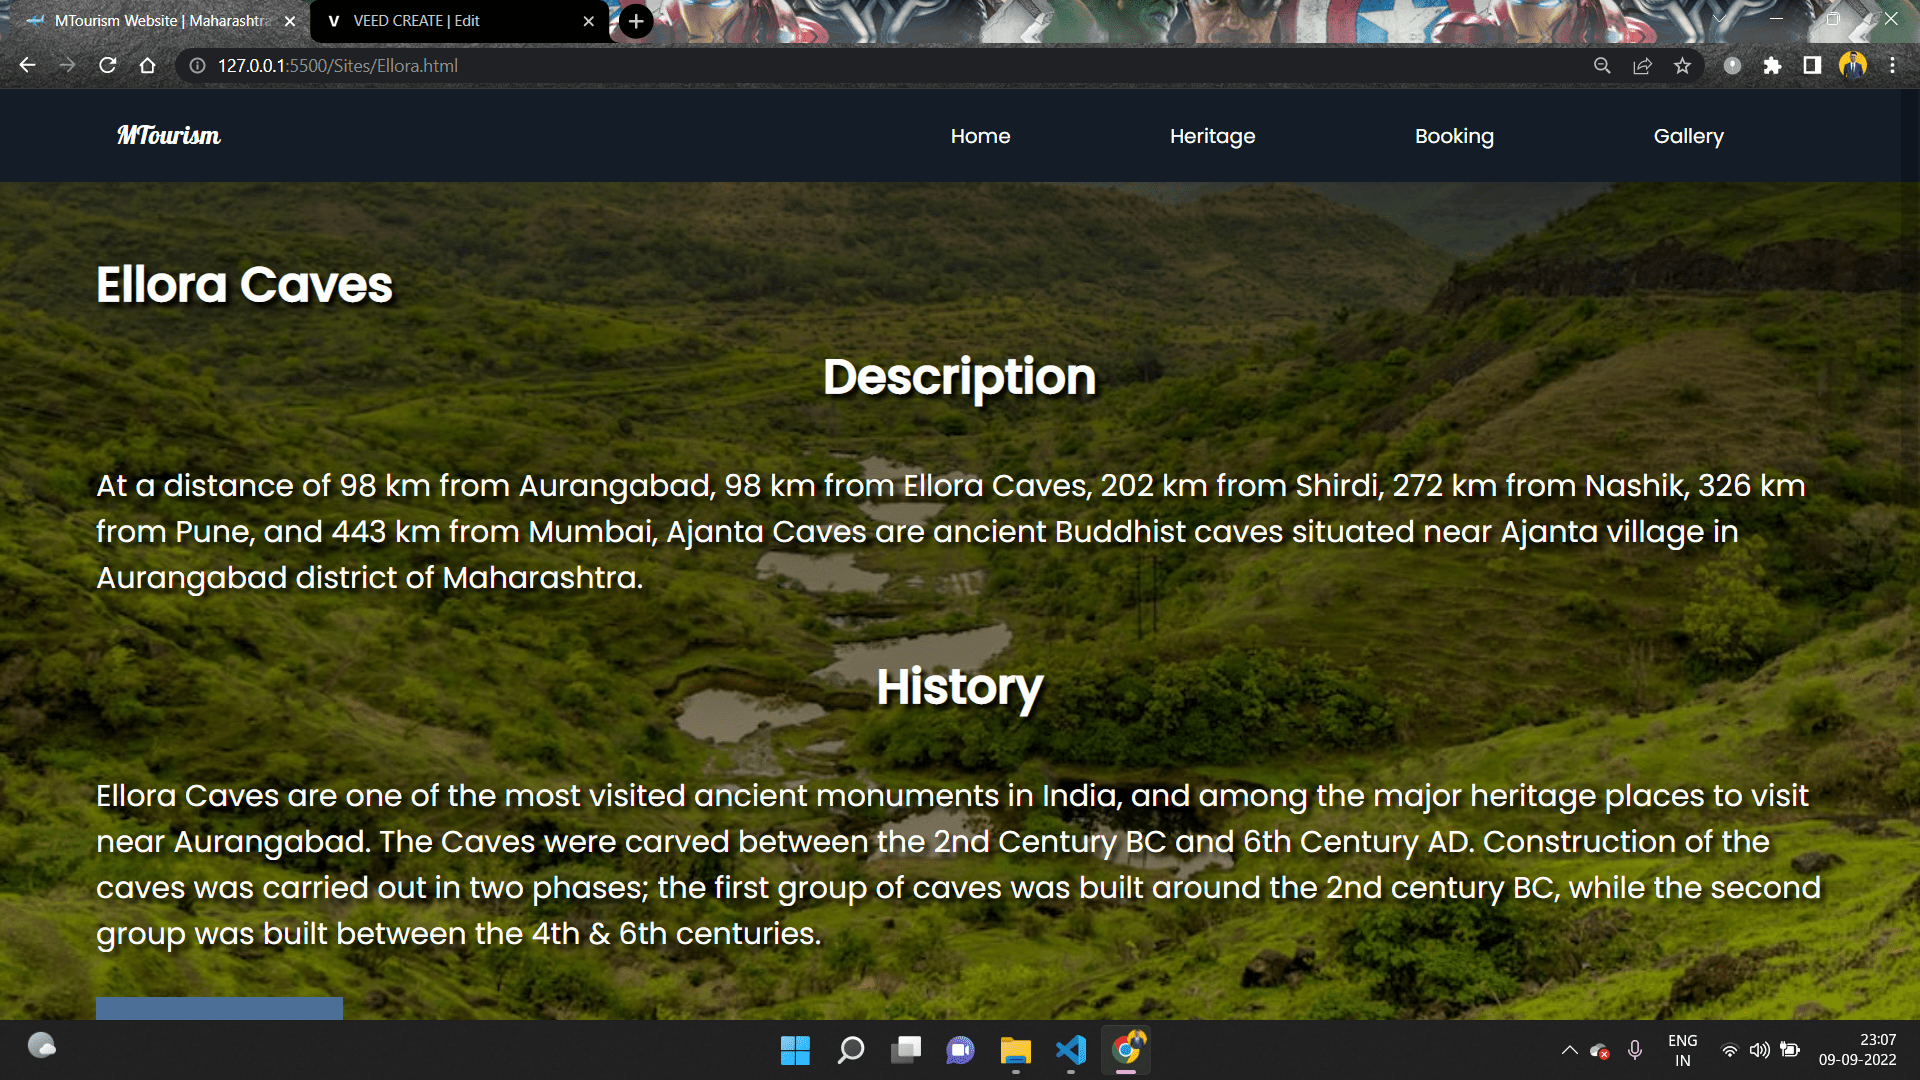 MTourism Website | Maharashtra
V VEED CREATE | Edit
127.0.0.1:5500/Sites/Ellora.html
MTourism
Home
Heritage
Booking
Gallery
Ellora Caves
Description
At a distance of 98 km from Aurangabad, 98 km from Ellora Caves, 202 km from Shirdi, 272 km from Nashik, 326 km
from Pune, and 443 km from Mumbai, Ajanta Caves are ancient Buddhist caves situated near Ajanta village in
Aurangabad district of Maharashtra.
History
Ellora Caves are one of the most visited ancient monuments in India, and among the major heritage places to visit
near Aurangabad. The Caves were carved between the 2nd Century BC and 6th Century AD. Construction of the
caves was carried out in two phases; the first group of caves was built around the 2nd century BC, while the second
group was built between the 4th & 6th centuries.
ENG
IN
23:07
09-09-2022